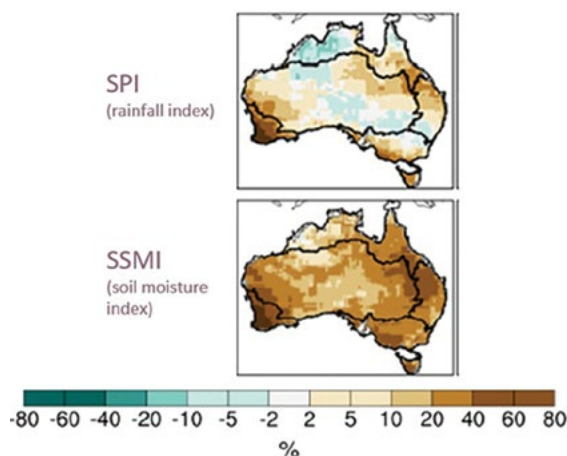 SPI
(rainfall index)
SSMI
(soil moisture
index)
-80 -60 -40 -20 -10 -5 -2 2 5 10 20 40 60 80
%